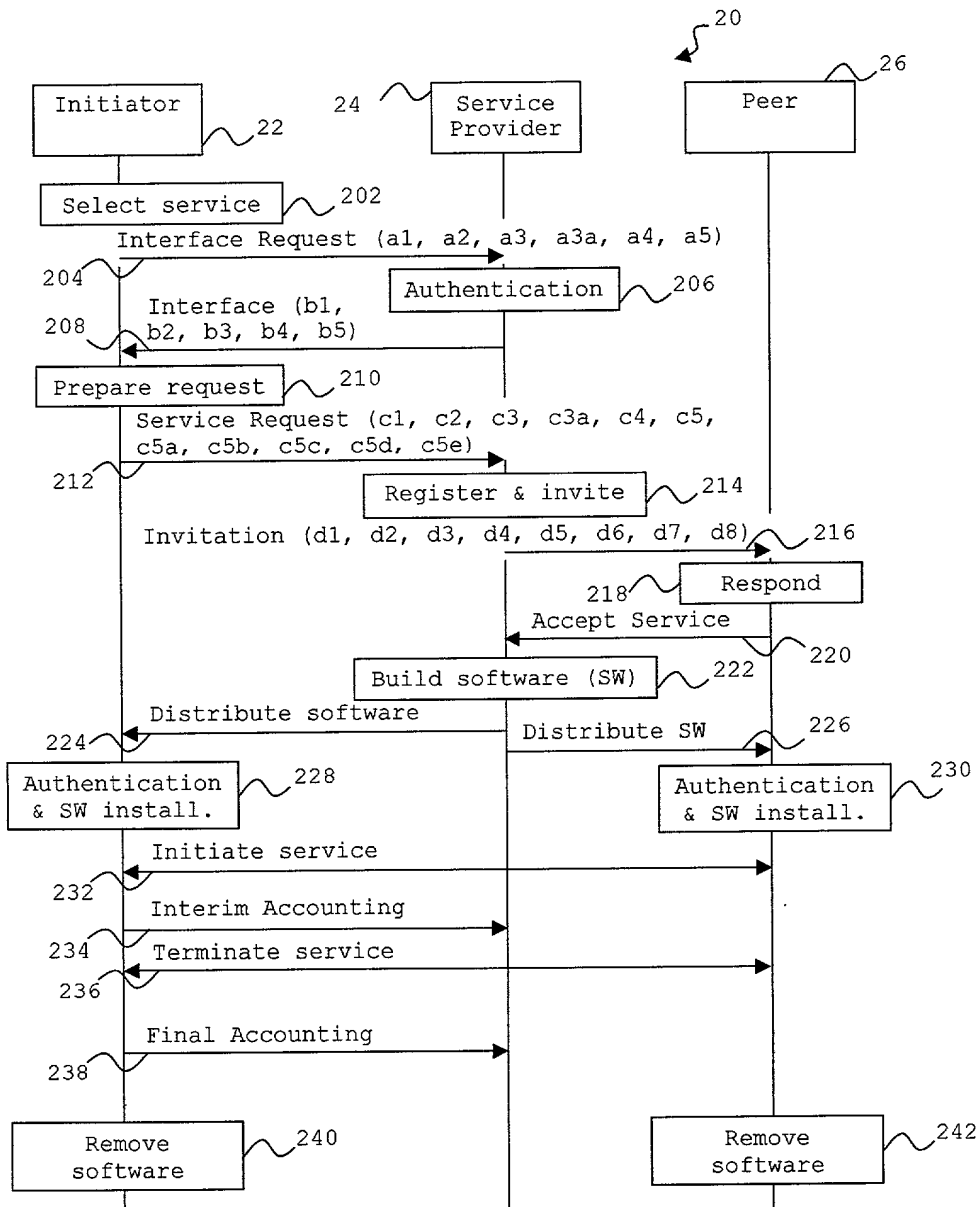 20
26
Initiator
22
24
Service
Provider
Peer
Select service
202
Interface Request (a1, a2, a3, a3a, a4, a5)
204
Authentication
206
Interface (b1,
b2, b3, b4, b5)
208
Prepare request
210
Service Request (c1, c2, c3, c3a, c4, c5,
c5a, c5b, c5c, c5d, c5e)
212
Register & invite
214
Invitation (d1, d2, d3, d4, d5, d6, d7, d8)
216
Respond
218
Accept Service
220
Build software (SW)
222
Distribute software
224
Distribute SW
226
Authentication
& SW install.
228
Authentication
& SW install.
230
Initiate service
232
Interim Accounting
234
Terminate service
236
Final Accounting
238
Remove
software
240
Remove
software
242